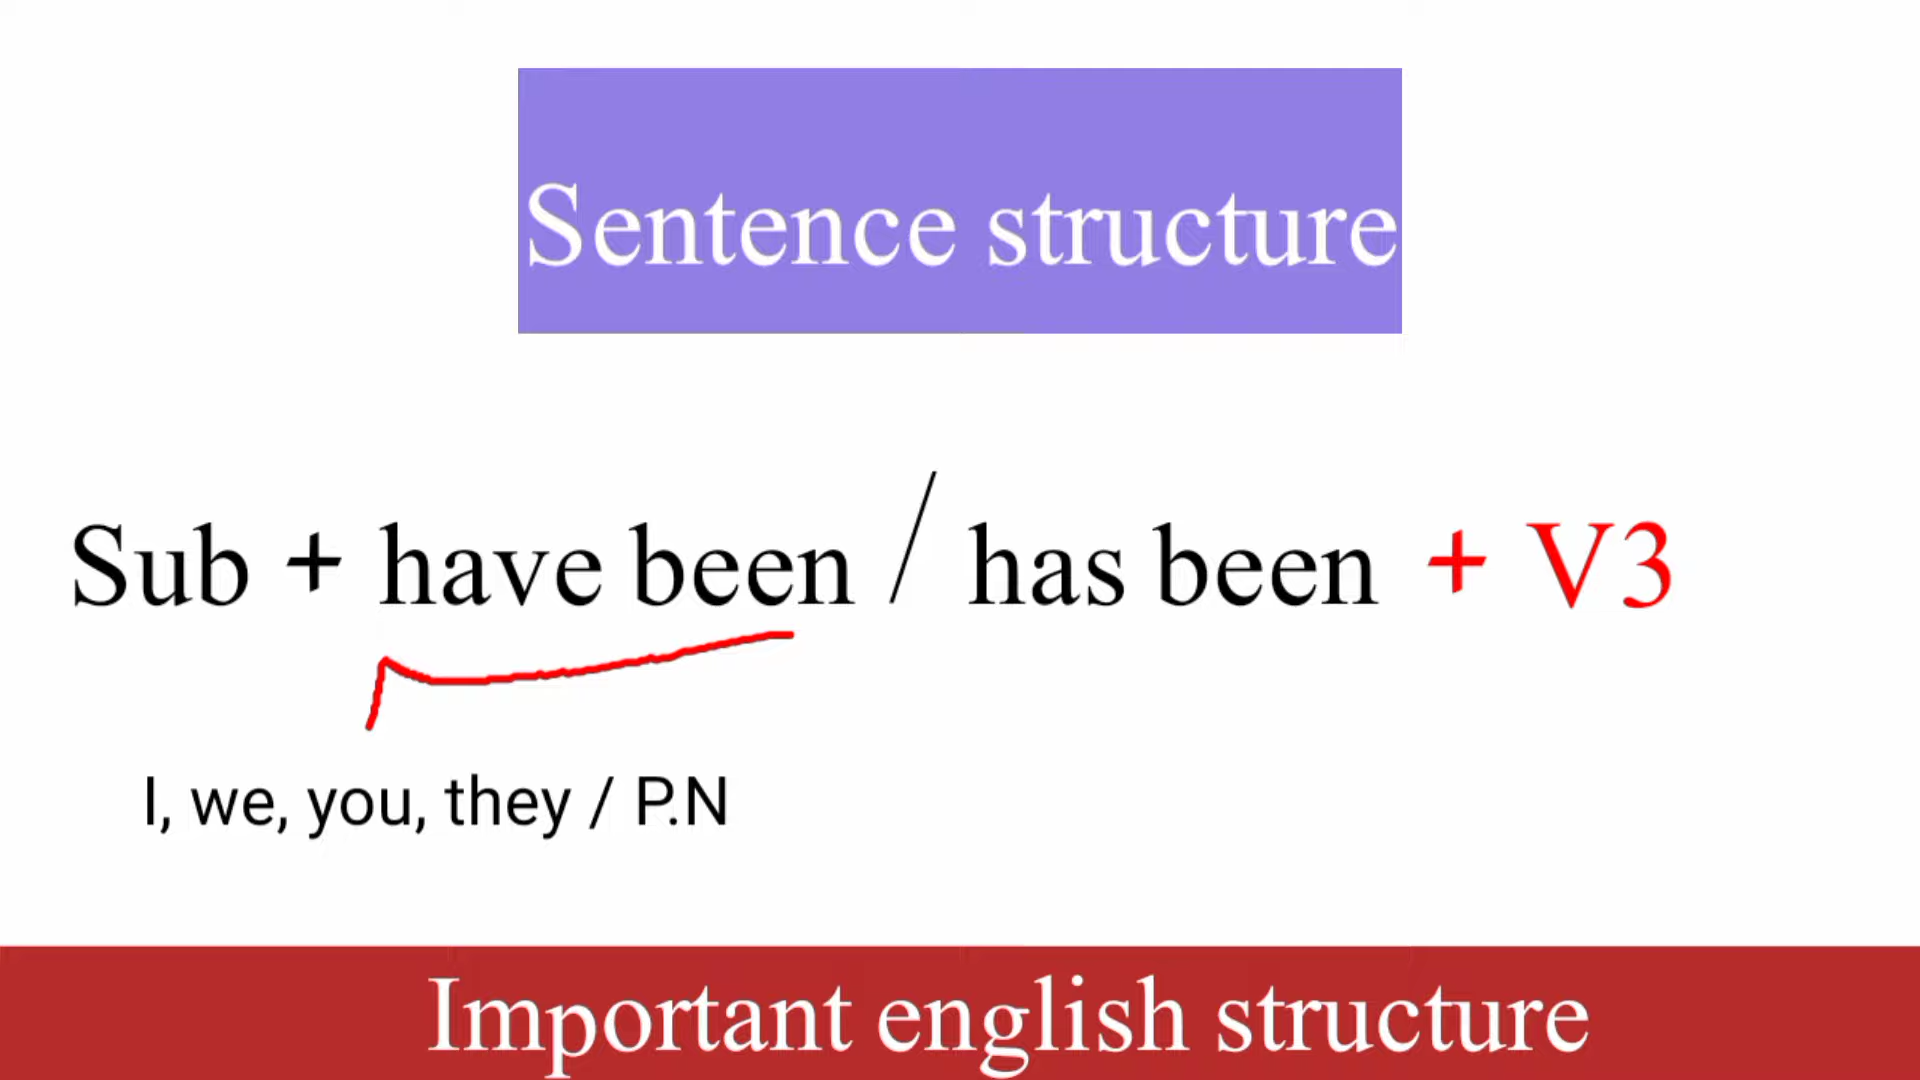 Sentence structure
Sub + have been / has been + V3
I, we, you, they / P.N
Important english structure